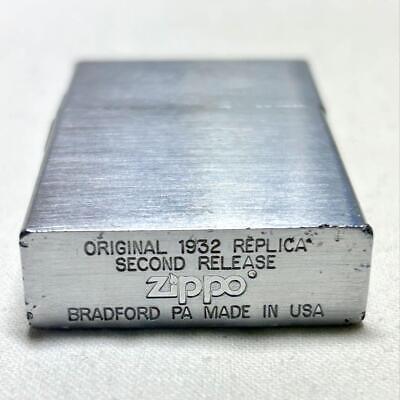 ORIGINAL 1932 REPLICA
SECOND RELEASE
Zippo
BRADFORD PA MADE IN USA